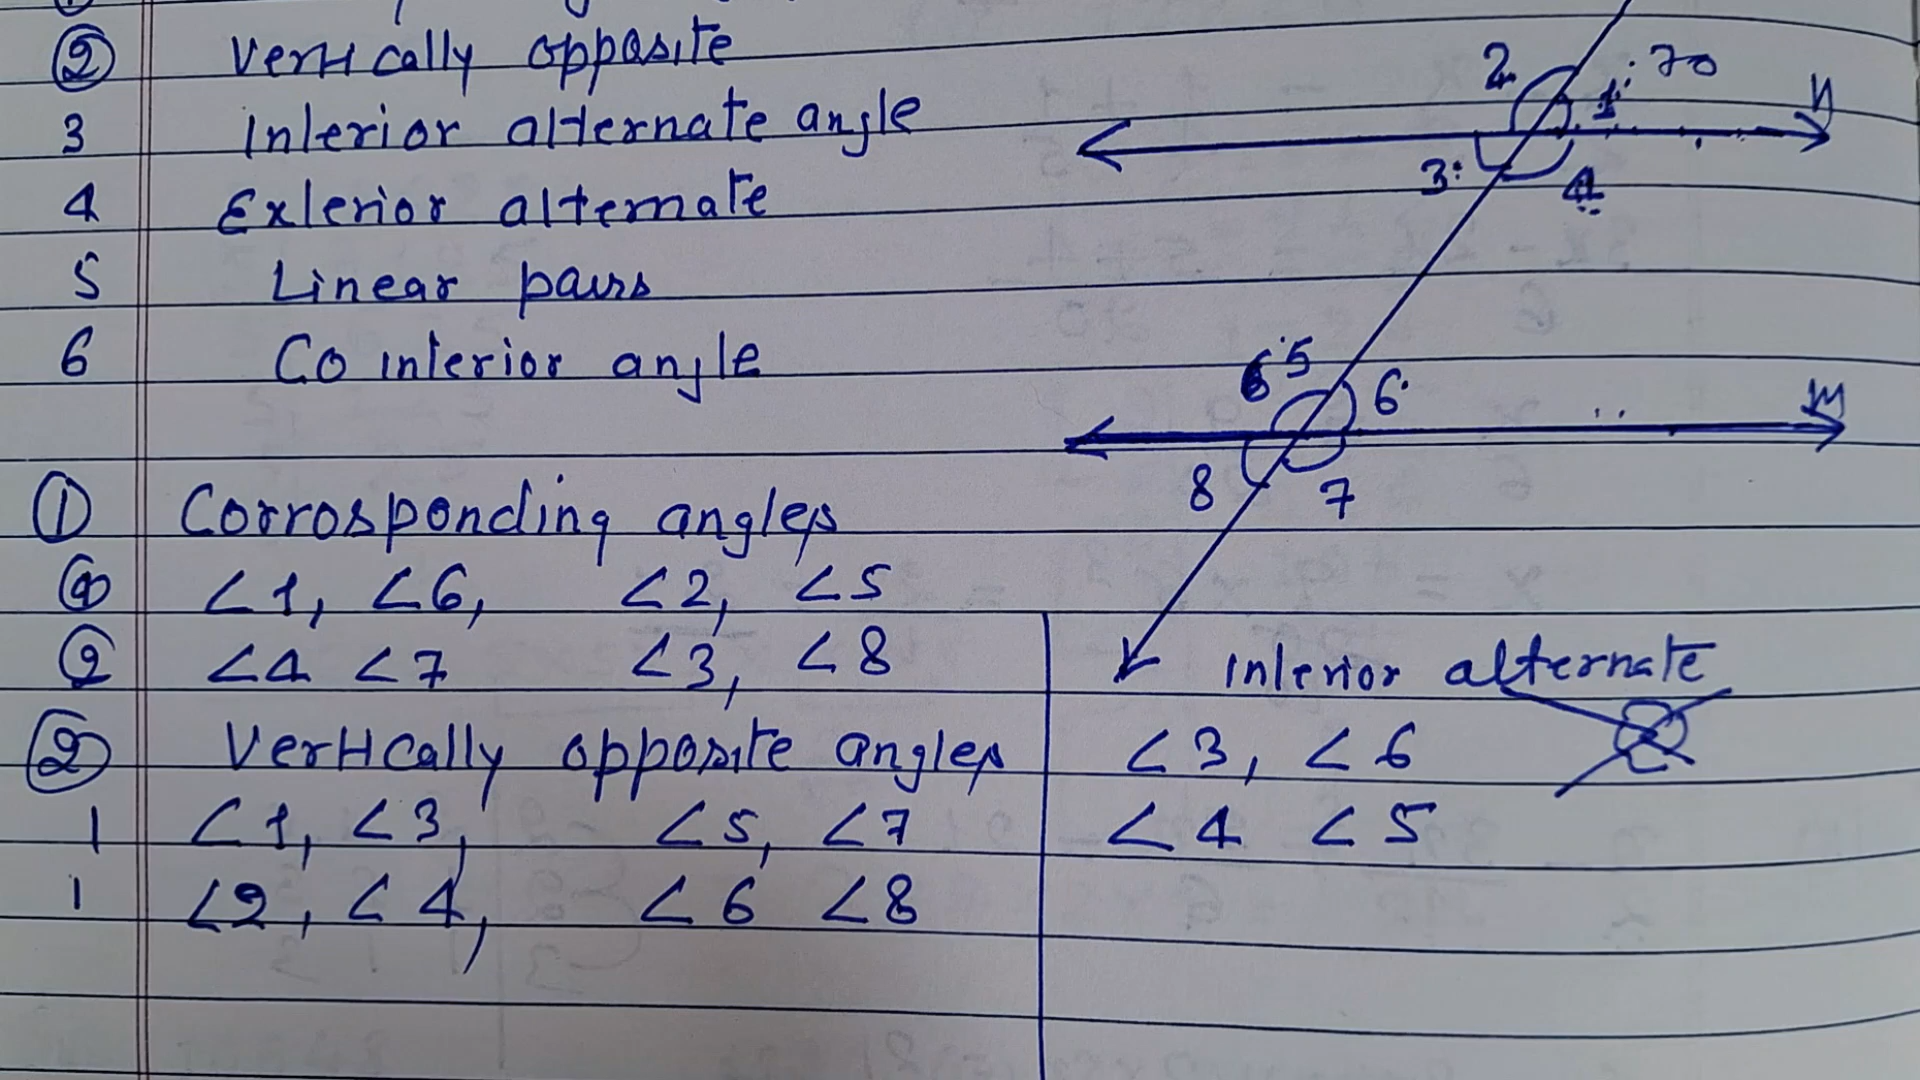 ② Vertically opposite
3 Interior alternate angle
4 Exterior alternate
5 Linear pairs
6 Co interior angle
2 1 70 n
3 4
5 6 m
8 7
① Corrosponding angles
① ∠1, ∠6, ∠2, ∠5
② ∠4 ∠7 ∠3, ∠8
② Vertically opposite angles
1 ∠1, ∠3, ∠5, ∠7
1 ∠2, ∠4, ∠6 ∠8
Interior alternate
∠3, ∠6
∠4 ∠5